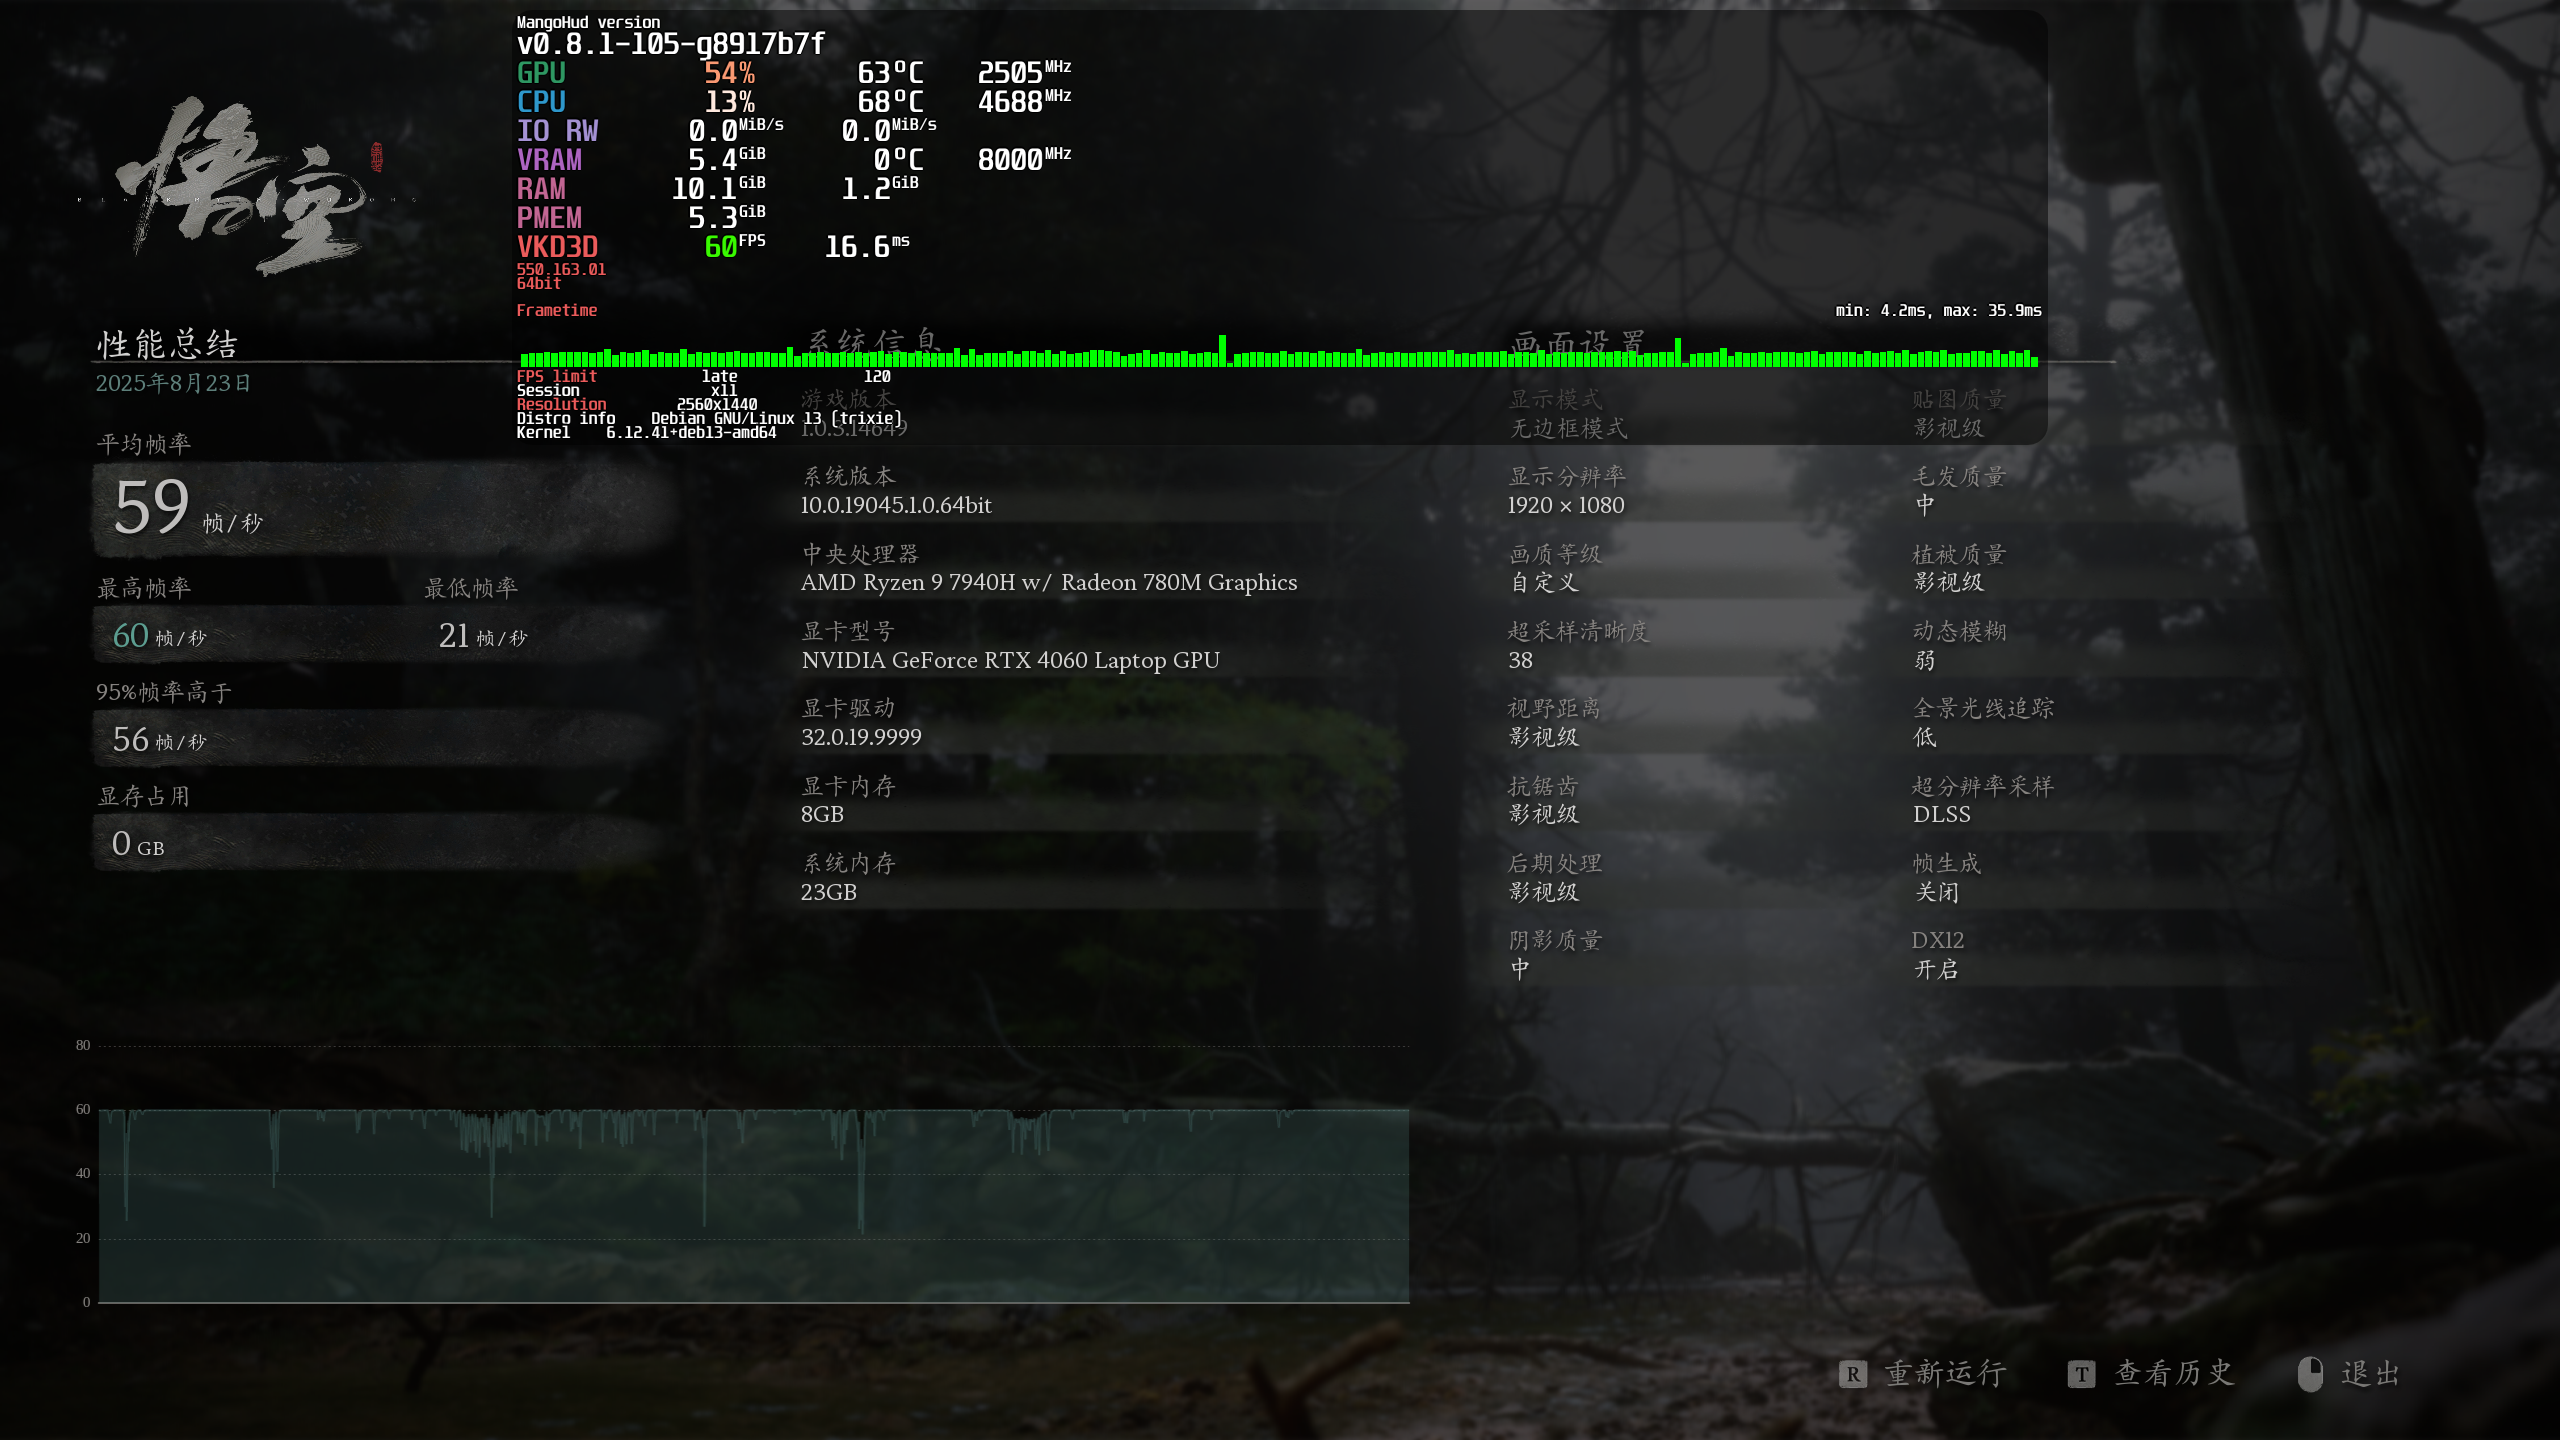 MangoHud version
v0.8.1-105-g8917b7f
GPU 54% 63°C 2505MHz
CPU 13% 68°C 4688MHz
IO RW 0.0MiB/s 0.0MiB/s
VRAM 5.4GiB 0°C 8000MHz
RAM 10.1GiB 1.2GiB
PMEM 5.3GiB
VKD3D 60FPS 16.6ms
550.163.01
64bit
Frametime min: 4.2ms, max: 35.9ms
FPS limit late 120
Session x11
Resolution 2560x1440
Distro info Debian GNU/Linux 13 (trixie)
Kernel 6.12.41+deb13-amd64
悟空
性能总结
2025年8月23日
平均帧率
59 帧/秒
最高帧率 最低帧率
60 帧/秒 21 帧/秒
95%帧率高于
56 帧/秒
显存占用
0 GB
系统信息
游戏版本
1.0.3.14649
系统版本
10.0.19045.1.0.64bit
中央处理器
AMD Ryzen 9 7940H w/ Radeon 780M Graphics
显卡型号
NVIDIA GeForce RTX 4060 Laptop GPU
显卡驱动
32.0.19.9999
显卡内存
8GB
系统内存
23GB
画面设置
显示模式
无边框模式
显示分辨率
1920 × 1080
画质等级
自定义
超采样清晰度
38
视野距离
影视级
抗锯齿
影视级
后期处理
影视级
阴影质量
中
贴图质量
影视级
毛发质量
中
植被质量
影视级
动态模糊
弱
全景光线追踪
低
超分辨率采样
DLSS
帧生成
关闭
DX12
开启
80
60
40
20
0
R 重新运行 T 查看历史 退出